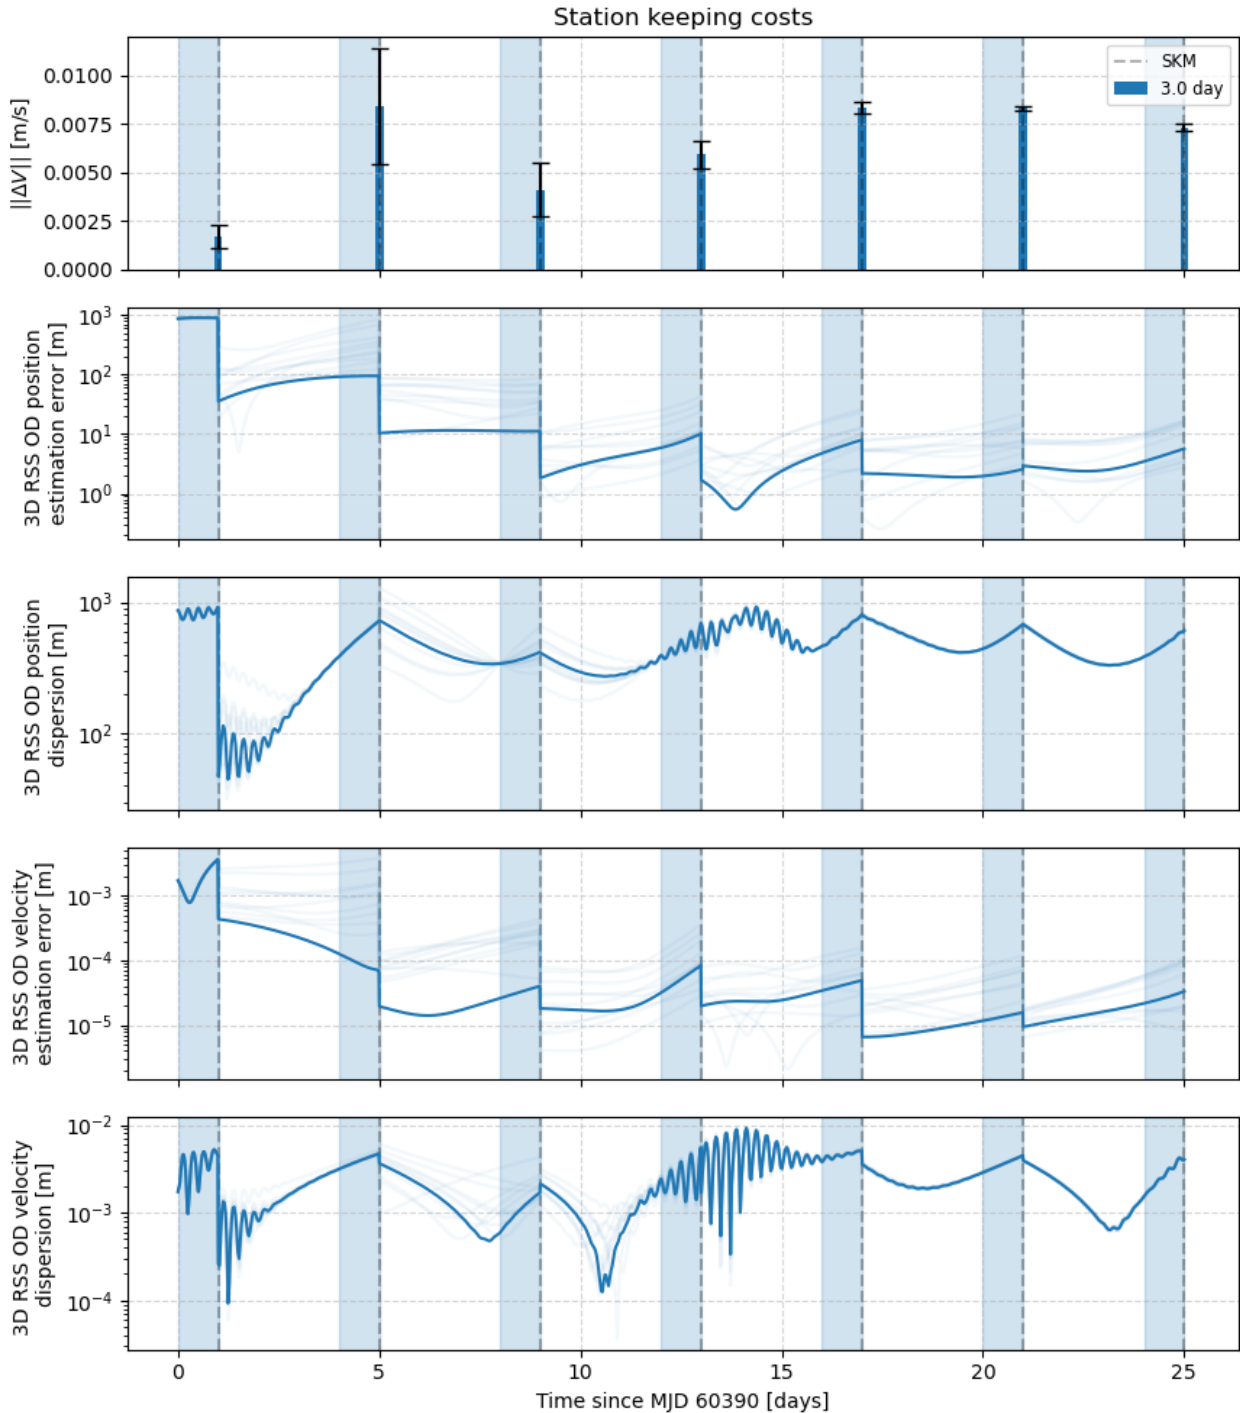 Station keeping costs
||ΔV|| [m/s]
0.0100
0.0075
0.0050
0.0025
0.0000
SKM
3.0 day
3D RSS OD position
estimation error [m]
10³
10²
10¹
10⁰
3D RSS OD position
dispersion [m]
10³
10²
3D RSS OD velocity
estimation error [m]
10⁻³
10⁻⁴
10⁻⁵
3D RSS OD velocity
dispersion [m]
10⁻²
10⁻³
10⁻⁴
0 5 10 15 20 25
Time since MJD 60390 [days]